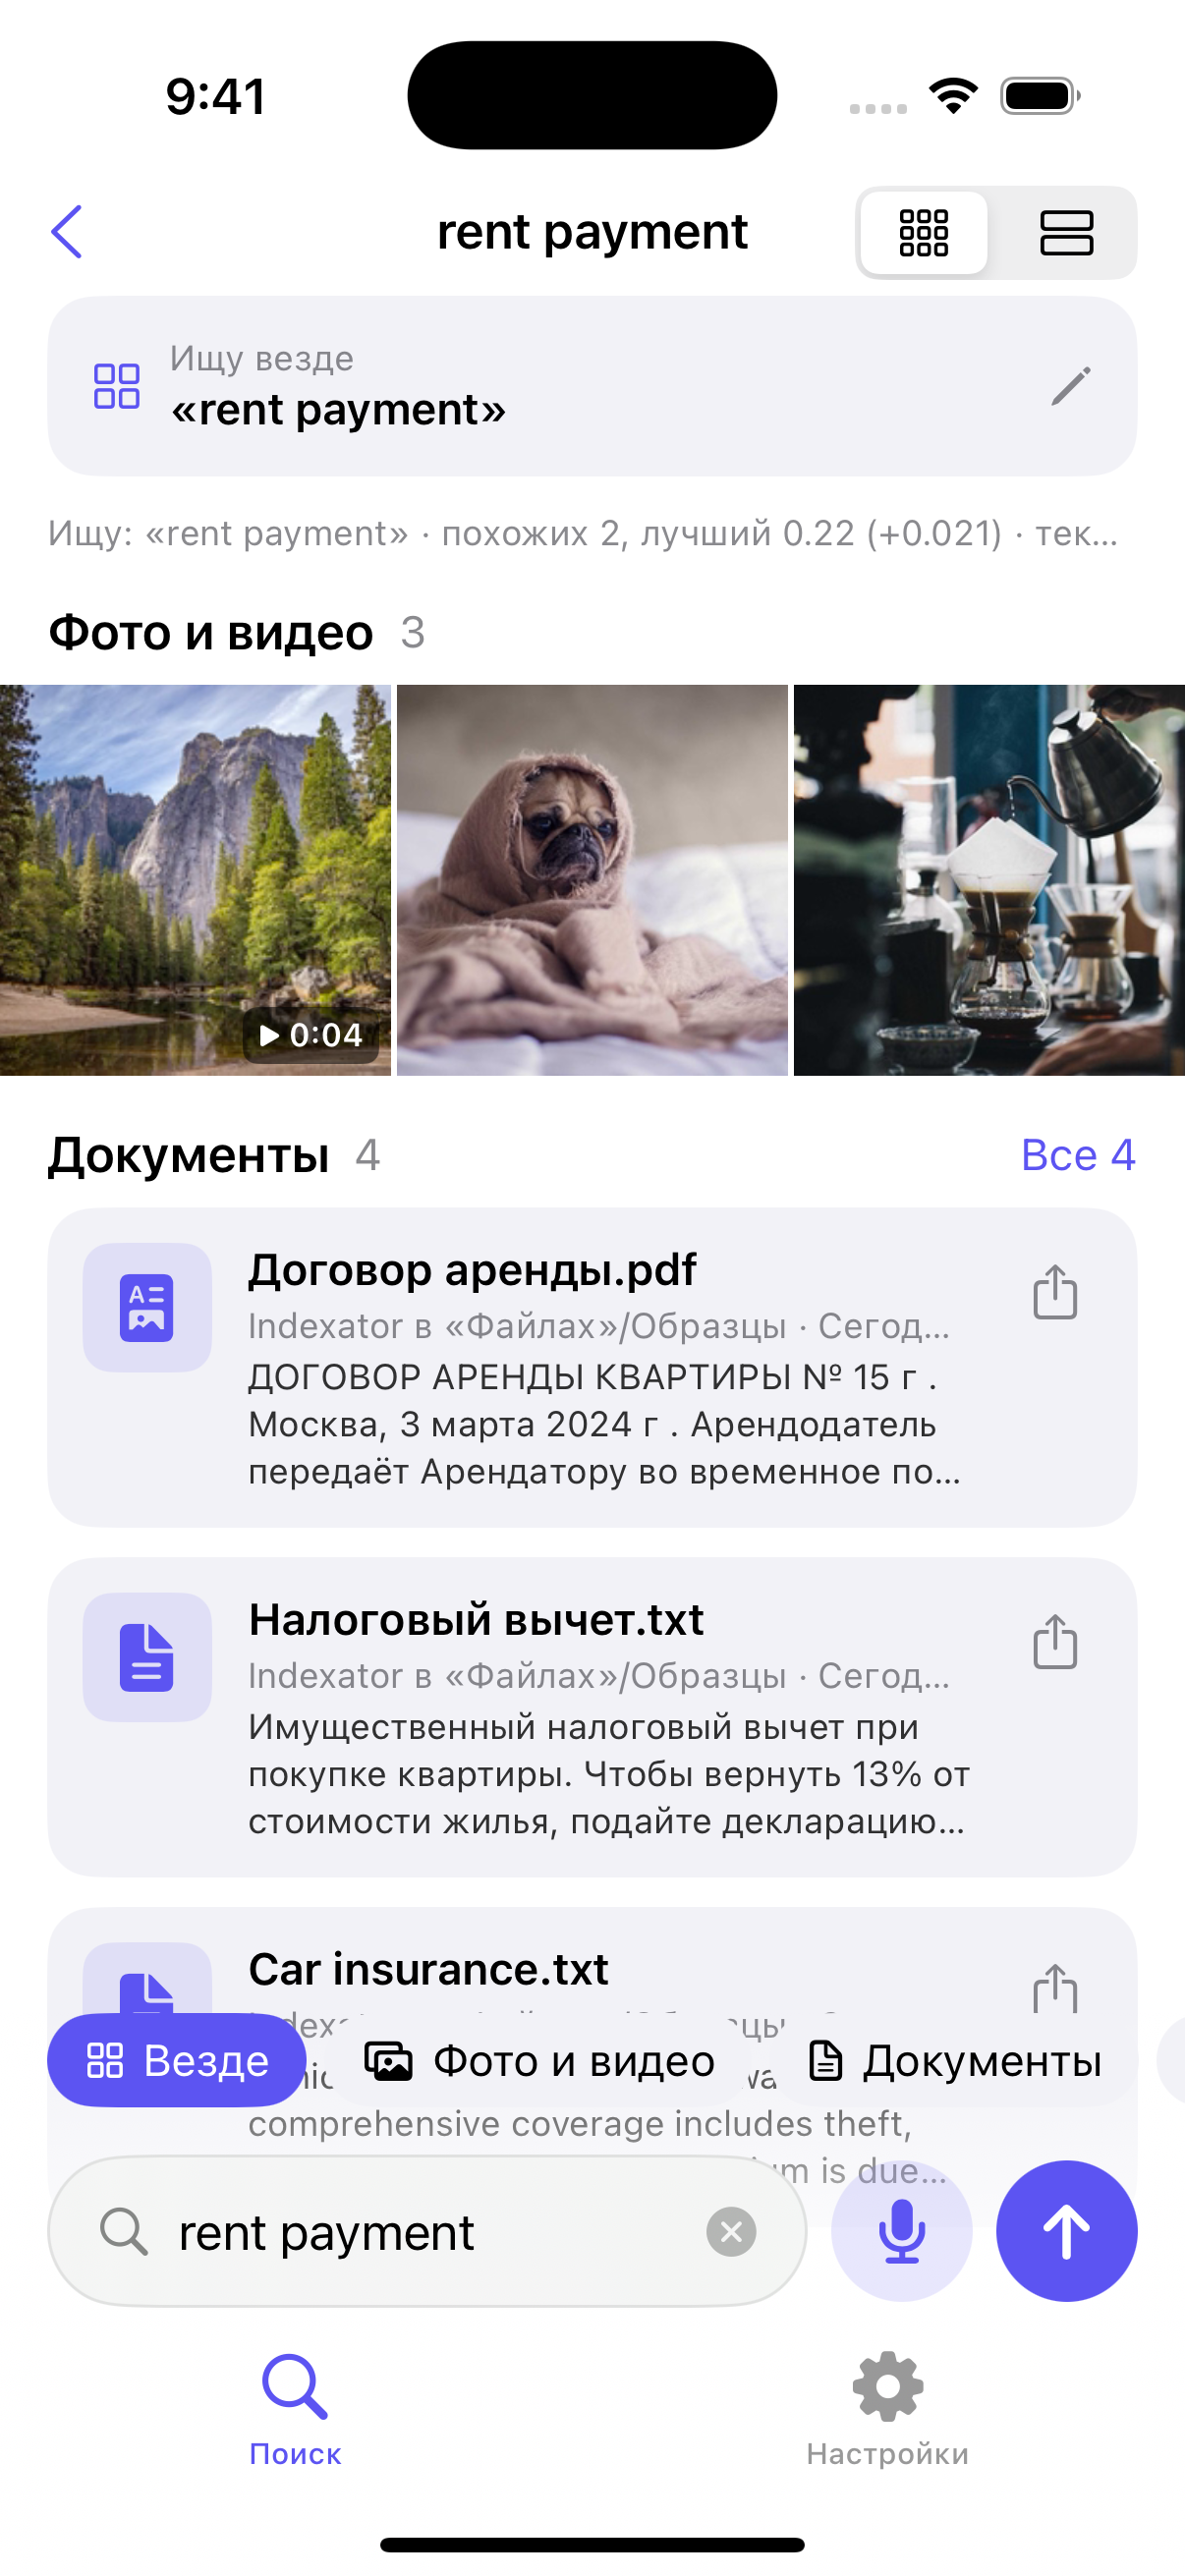 9:41
rent payment
Ищу везде
«rent payment»
Ищу: «rent payment» · похожих 2, лучший 0.22 (+0.021) · тек...
Фото и видео 3
0:04
Документы 4
Все 4
Договор аренды.pdf
Indexator в «Файлах»/Образцы · Сегод...
ДОГОВОР АРЕНДЫ КВАРТИРЫ № 15 г .
Москва, 3 марта 2024 г . Арендодатель
передаёт Арендатору во временное по...
Налоговый вычет.txt
Indexator в «Файлах»/Образцы · Сегод...
Имущественный налоговый вычет при
покупке квартиры. Чтобы вернуть 13% от
стоимости жилья, подайте декларацию...
Car insurance.txt
Везде
Фото и видео
Документы
comprehensive coverage includes theft,
is due...
rent payment
Поиск
Настройки